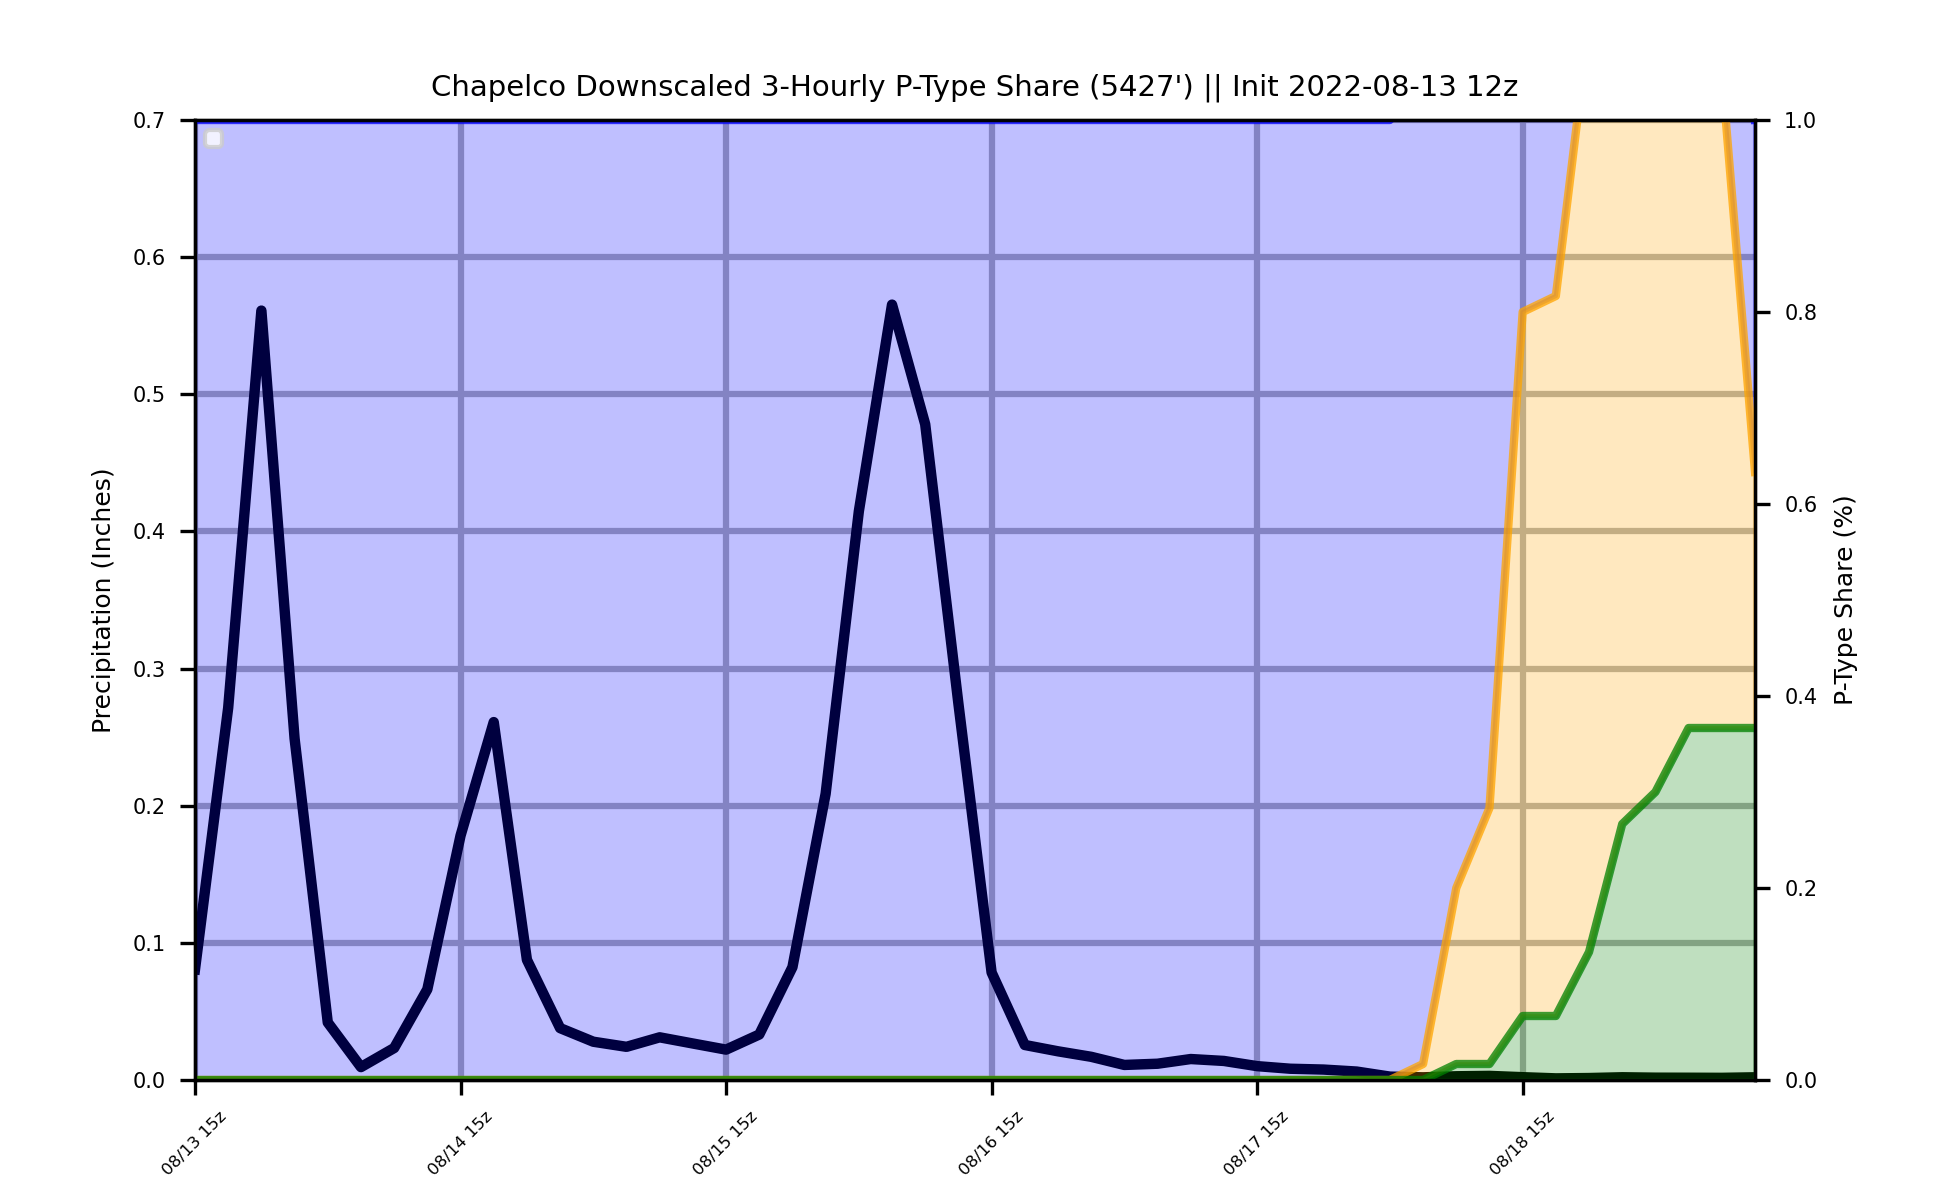 Chapelco Downscaled 3-Hourly P-Type Share (5427') || Init 2022-08-13 12z
Precipitation (Inches)
0.7
0.6
0.5
0.4
0.3
0.2
0.1
0.0
1.0
0.8
0.6
0.4
0.2
0.0
P-Type Share (%)
08/13 15z
08/14 15z
08/15 15z
08/16 15z
08/17 15z
08/18 15z